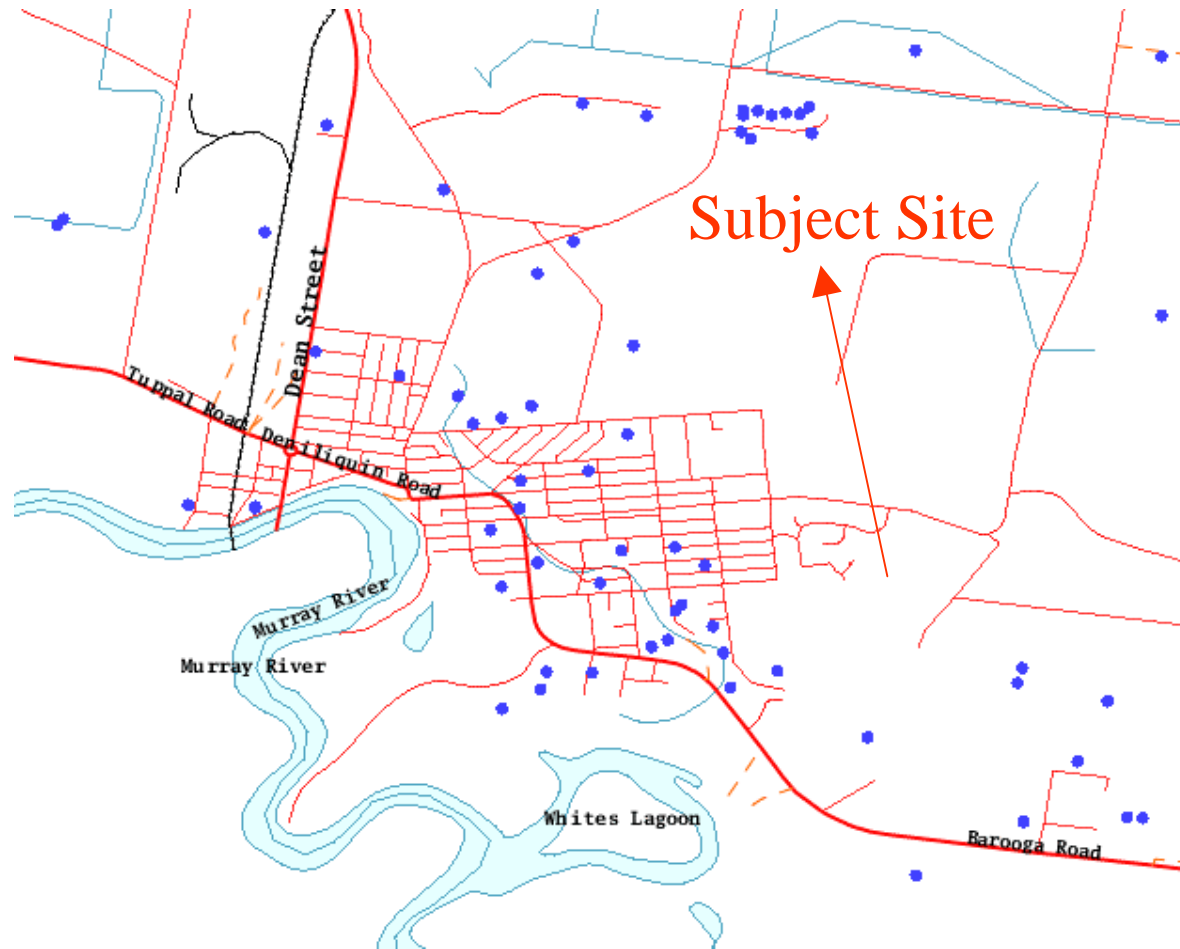 Subject Site
Dean Street
Tuppal Road
Deniliquin Road
Murray River
Murray River
Whites Lagoon
Barooga Road